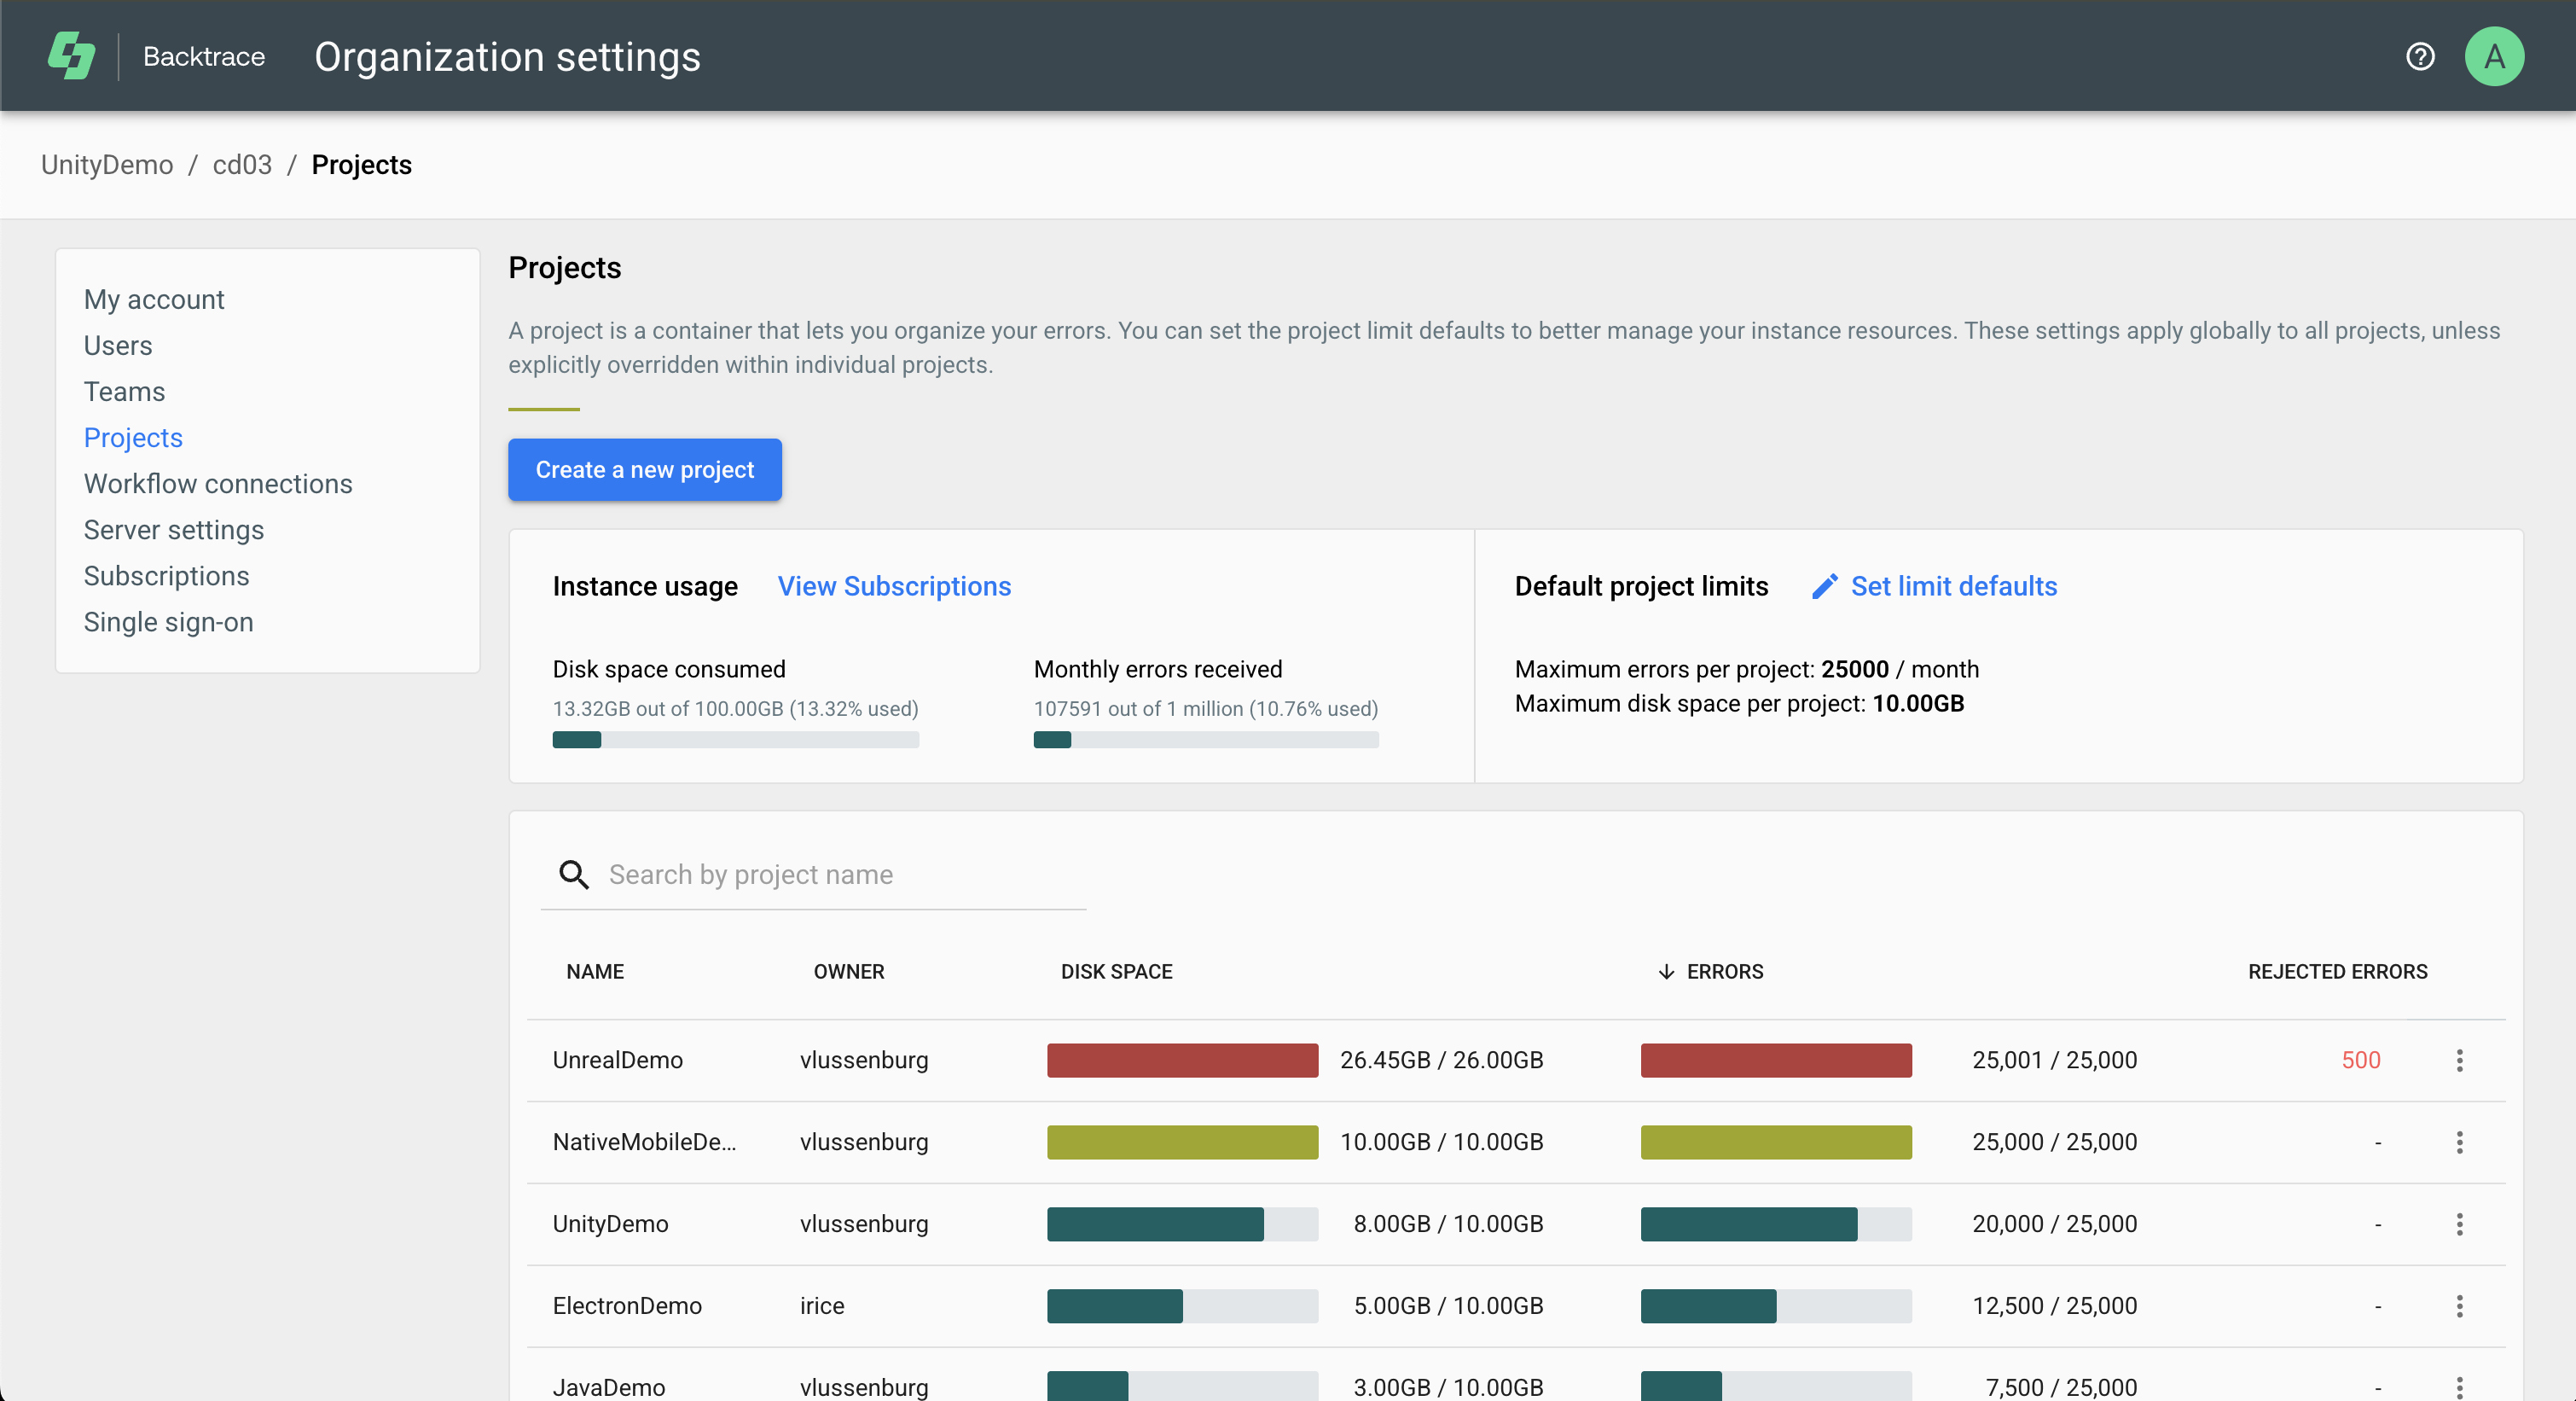 Backtrace Organization settings A
UnityDemo / cd03 / Projects
My account
Users
Teams
Projects
Workflow connections
Server settings
Subscriptions
Single sign-on
Projects
A project is a container that lets you organize your errors. You can set the project limit defaults to better manage your instance resources. These settings apply globally to all projects, unless
explicitly overridden within individual projects.
Create a new project
Instance usage View Subscriptions
Disk space consumed
13.32GB out of 100.00GB (13.32% used)
Monthly errors received
107591 out of 1 million (10.76% used)
Default project limits Set limit defaults
Maximum errors per project: 25000 / month
Maximum disk space per project: 10.00GB
Search by project name
NAME OWNER DISK SPACE ERRORS REJECTED ERRORS
UnrealDemo vlussenburg 26.45GB / 26.00GB 25,001 / 25,000 500
NativeMobileDe... vlussenburg 10.00GB / 10.00GB 25,000 / 25,000 -
UnityDemo vlussenburg 8.00GB / 10.00GB 20,000 / 25,000 -
ElectronDemo irice 5.00GB / 10.00GB 12,500 / 25,000 -
JavaDemo vlussenburg 3.00GB / 10.00GB 7,500 / 25,000 -